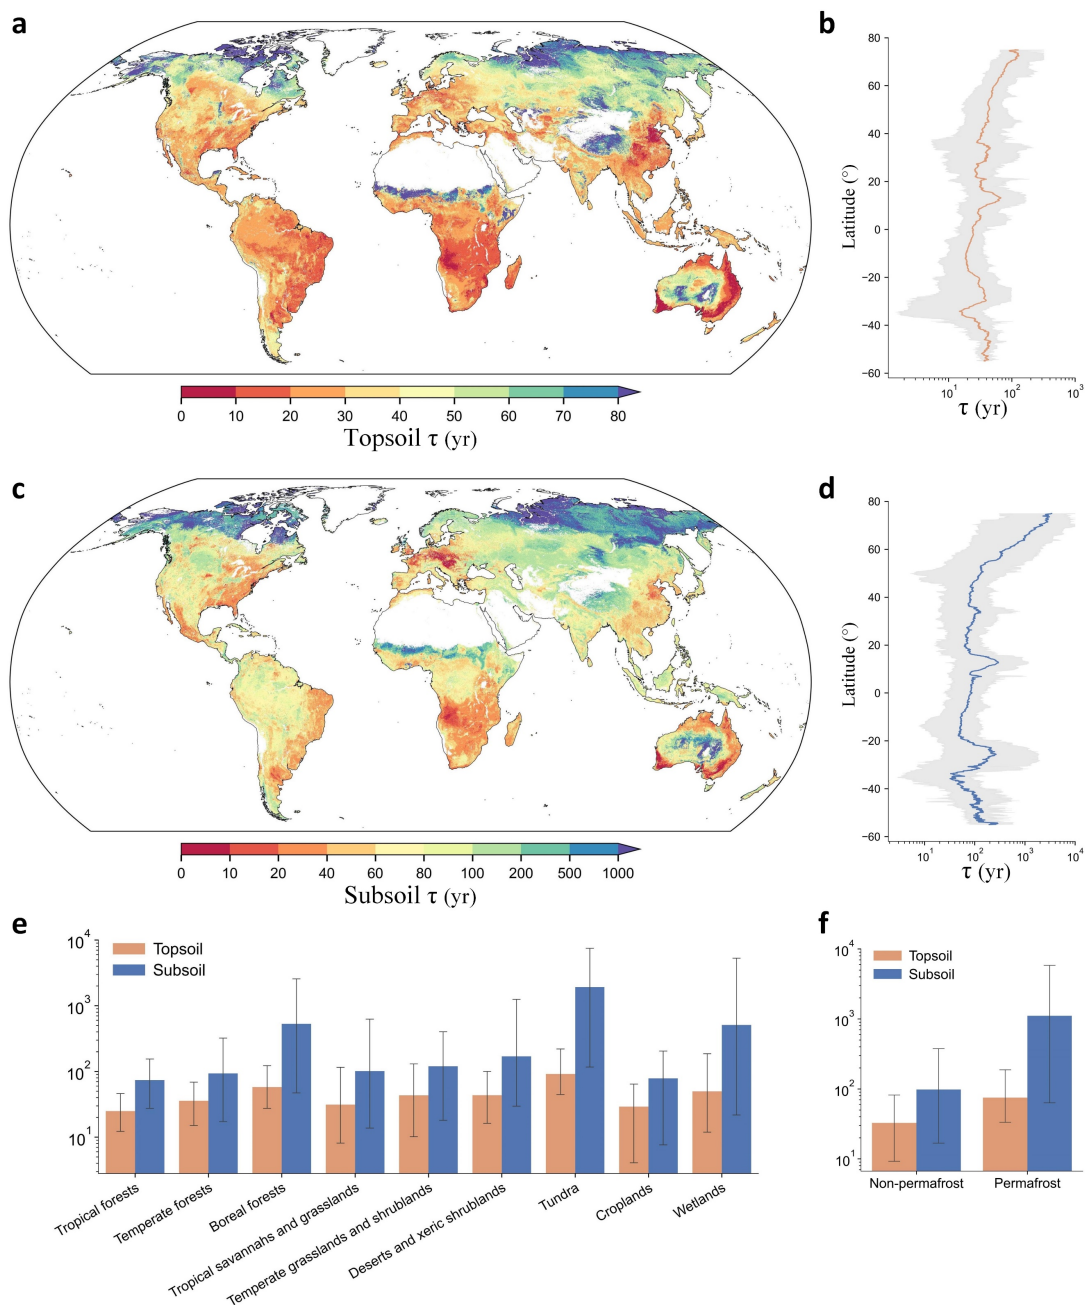 a
b
80
60
40
20
0
−20
−40
−60
Latitude (°)
10¹ 10² 10³
τ (yr)
0 10 20 30 40 50 60 70 80
Topsoil τ (yr)
c
d
80
60
40
20
0
−20
−40
−60
Latitude (°)
10¹ 10² 10³ 10⁴
τ (yr)
0 10 20 40 60 80 100 200 500 1000
Subsoil τ (yr)
e
Topsoil
Subsoil
10⁴
10³
10²
10¹
Tropical forests
Temperate forests
Boreal forests
Tropical savannahs and grasslands
Temperate grasslands and shrublands
Deserts and xeric shrublands
Tundra
Croplands
Wetlands
f
Topsoil
Subsoil
10⁴
10³
10²
10¹
Non-permafrost Permafrost